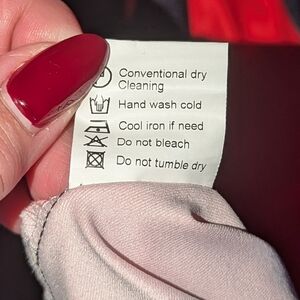 Conventional dry
Cleaning
Hand wash cold
Cool iron if need
Do not bleach
Do not tumble dry